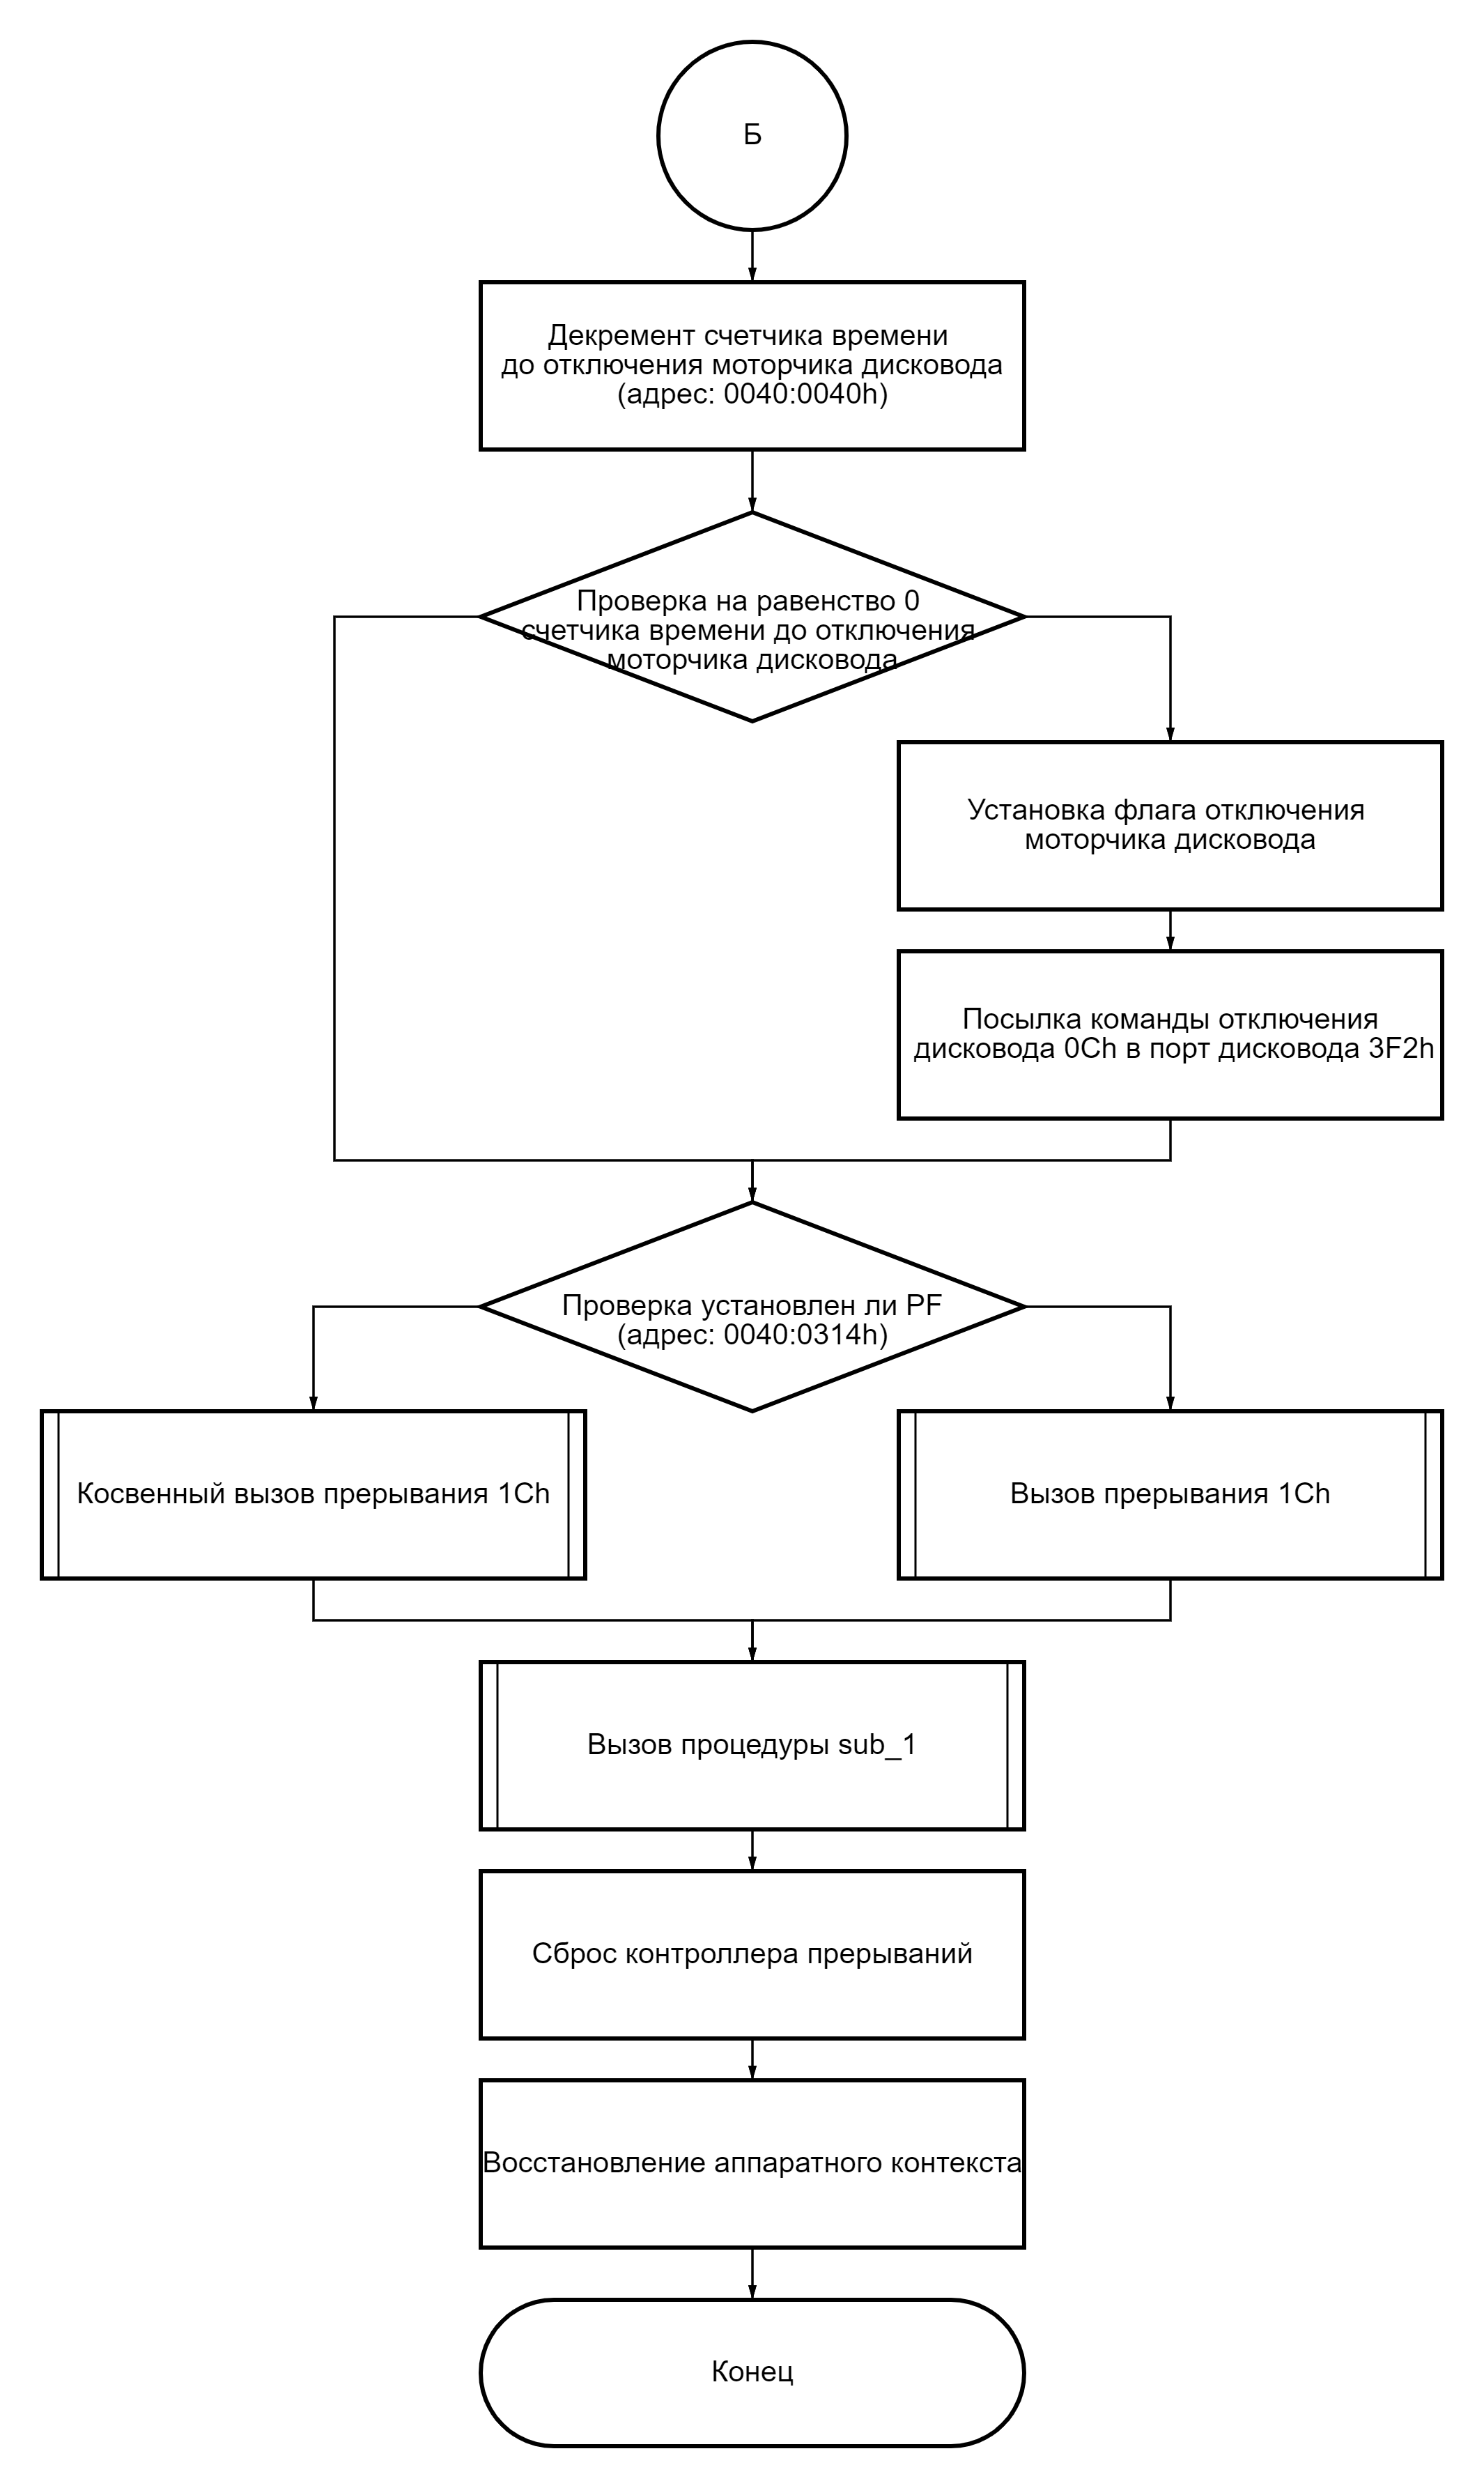 Б
Декремент счетчика времени
до отключения моторчика дисковода
(адрес: 0040:0040h)
Проверка на равенство 0
счетчика времени до отключения
моторчика дисковода
Установка флага отключения
моторчика дисковода
Посылка команды отключения
дисковода 0Ch в порт дисковода 3F2h
Проверка установлен ли PF
(адрес: 0040:0314h)
Косвенный вызов прерывания 1Ch
Вызов прерывания 1Ch
Вызов процедуры sub_1
Сброс контроллера прерываний
Восстановление аппаратного контекста
Конец